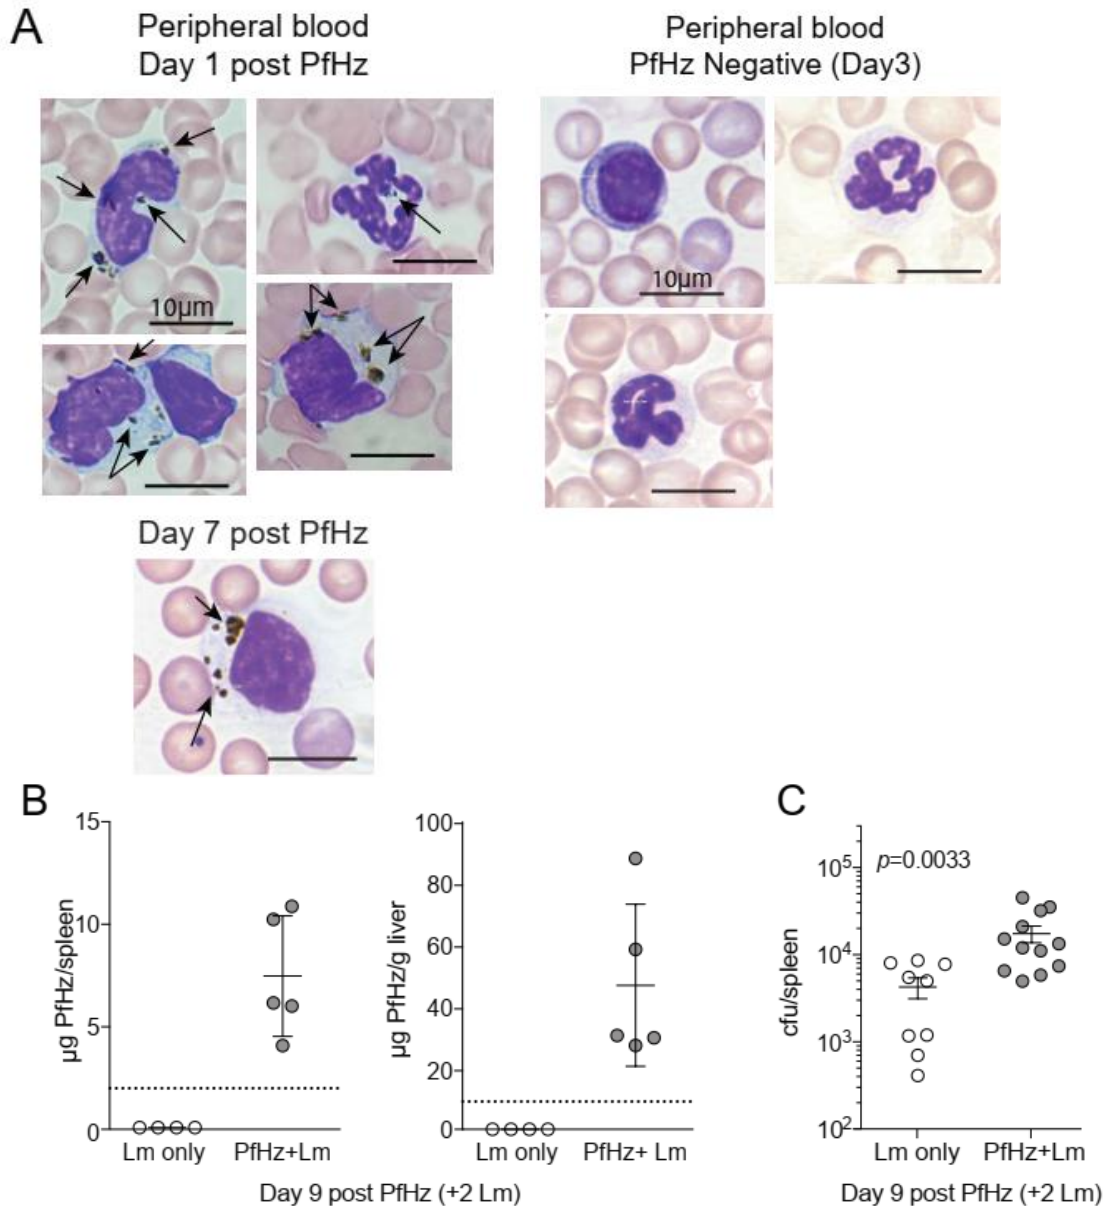 A
Peripheral blood
Day 1 post PfHz
Peripheral blood
PfHz Negative (Day3)
10µm
10µm
Day 7 post PfHz
B
µg PfHz/spleen
15
10
5
0
Lm only
PfHz+Lm
µg PfHz/g liver
100
80
60
40
20
0
Lm only
PfHz+ Lm
Day 9 post PfHz (+2 Lm)
C
cfu/spleen
p=0.0033
10⁵
10⁴
10³
10²
Lm only
PfHz+Lm
Day 9 post PfHz (+2 Lm)